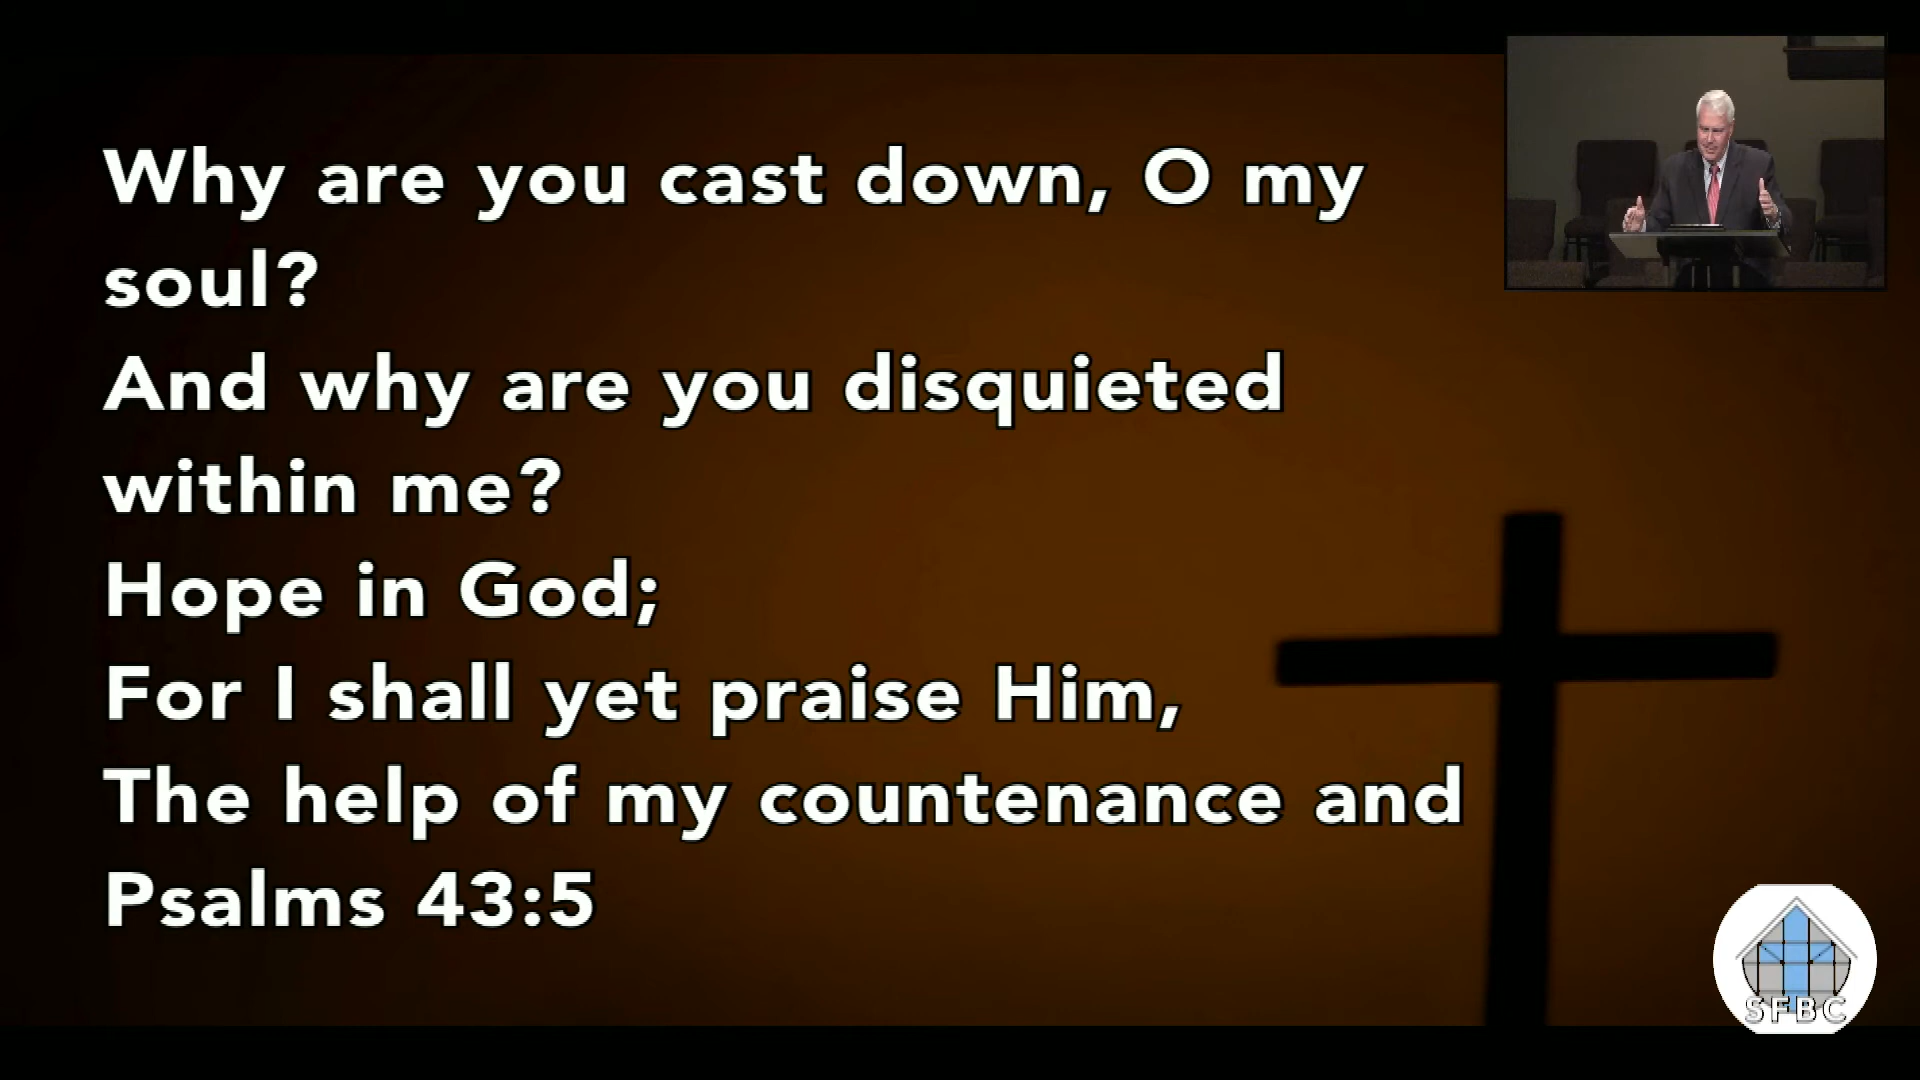 Why are you cast down, O my
soul?
And why are you disquieted
within me?
Hope in God;
For I shall yet praise Him,
The help of my countenance and
Psalms 43:5
SFBC